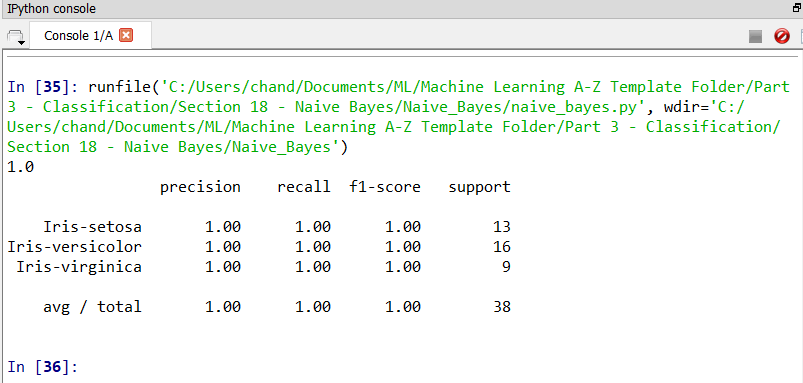 IPython console
Console 1/A
In [35]: runfile('C:/Users/chand/Documents/ML/Machine Learning A-Z Template Folder/Part
3 - Classification/Section 18 - Naive Bayes/Naive_Bayes/naive_bayes.py', wdir='C:/
Users/chand/Documents/ML/Machine Learning A-Z Template Folder/Part 3 - Classification/
Section 18 - Naive Bayes/Naive_Bayes')
1.0
precision recall f1-score support
Iris-setosa 1.00 1.00 1.00 13
Iris-versicolor 1.00 1.00 1.00 16
Iris-virginica 1.00 1.00 1.00 9
avg / total 1.00 1.00 1.00 38
In [36]: